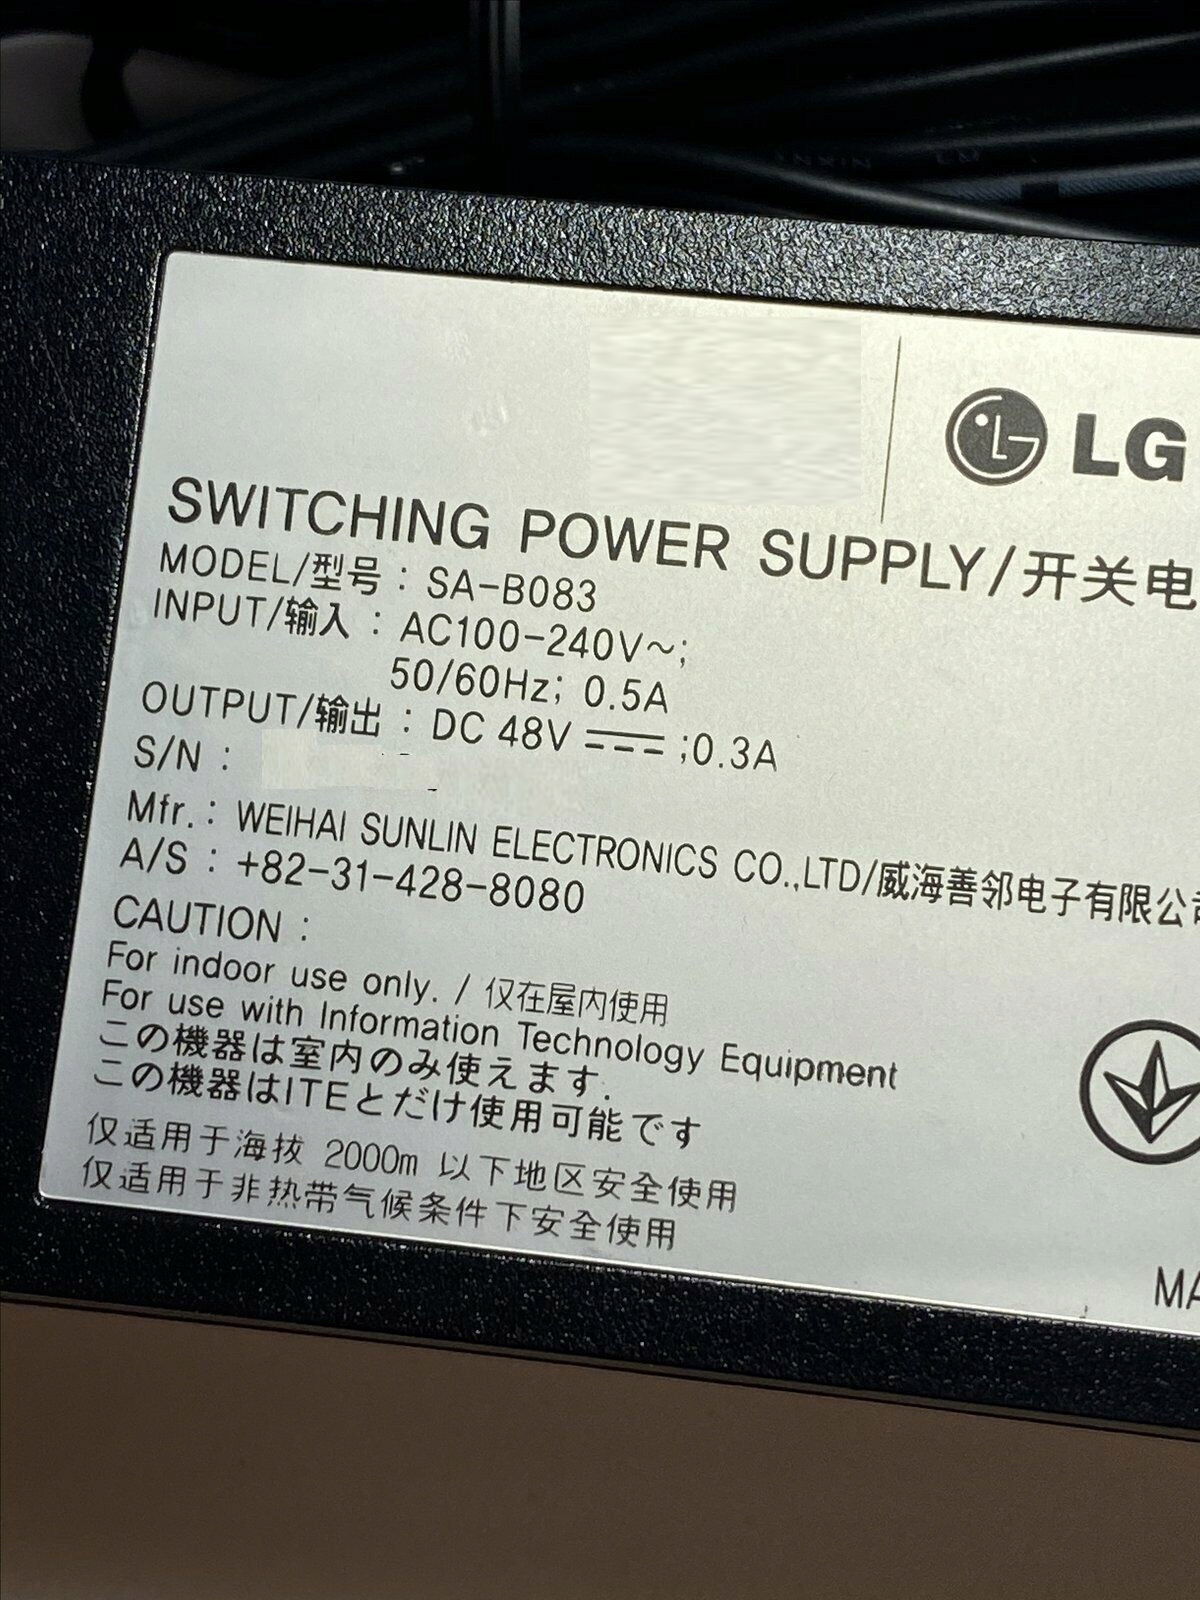 LG
SWITCHING POWER SUPPLY/开关电
MODEL/型号 : SA-B083
INPUT/输入 : AC100-240V~;
50/60Hz; 0.5A
OUTPUT/输出 : DC 48V ⎓ ;0.3A
S/N :
Mfr.: WEIHAI SUNLIN ELECTRONICS CO.,LTD/威海善邻电子有限公司
A/S : +82-31-428-8080
CAUTION :
For indoor use only. / 仅在屋内使用
For use with Information Technology Equipment
この機器は室内のみ使えます.
この機器はITEとだけ使用可能です
仅适用于海拔 2000m 以下地区安全使用
仅适用于非热带气候条件下安全使用
MA